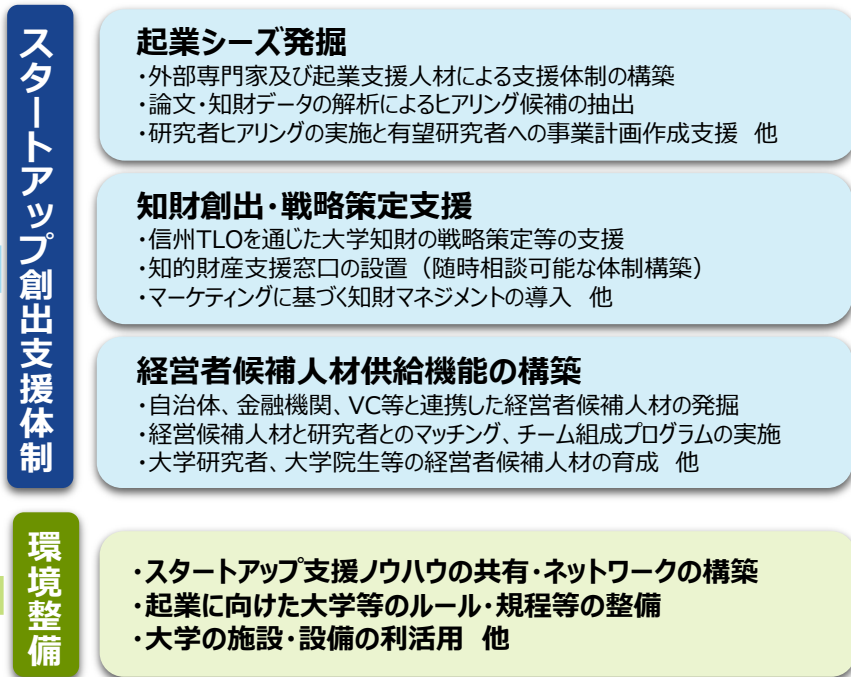 スタートアップ創出支援体制
起業シーズ発掘
・外部専門家及び起業支援人材による支援体制の構築
・論文・知財データの解析によるヒアリング候補の抽出
・研究者ヒアリングの実施と有望研究者への事業計画作成支援 他
知財創出・戦略策定支援
・信州TLOを通じた大学知財の戦略策定等の支援
・知的財産支援窓口の設置（随時相談可能な体制構築）
・マーケティングに基づく知財マネジメントの導入 他
経営者候補人材供給機能の構築
・自治体、金融機関、VC等と連携した経営者候補人材の発掘
・経営候補人材と研究者とのマッチング、チーム組成プログラムの実施
・大学研究者、大学院生等の経営者候補人材の育成 他
環境整備
・スタートアップ支援ノウハウの共有・ネットワークの構築
・起業に向けた大学等のルール・規程等の整備
・大学の施設・設備の利活用 他